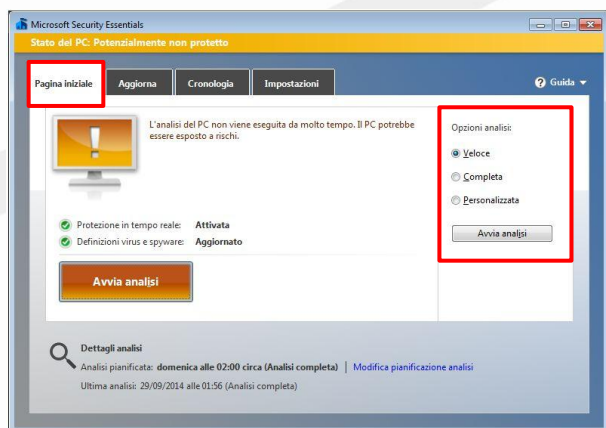 Microsoft Security Essentials
Stato del PC: Potenzialmente non protetto
Pagina iniziale
Aggiorna
Cronologia
Impostazioni
? Guida
L'analisi del PC non viene eseguita da molto tempo. Il PC potrebbe
essere esposto a rischi.
Protezione in tempo reale: Attivata
Definizioni virus e spyware: Aggiornato
Avvia analisi
Opzioni analisi:
Veloce
Completa
Personalizzata
Avvia analisi
Dettagli analisi
Analisi pianificata: domenica alle 02:00 circa (Analisi completa) | Modifica pianificazione analisi
Ultima analisi: 29/09/2014 alle 01:56 (Analisi completa)